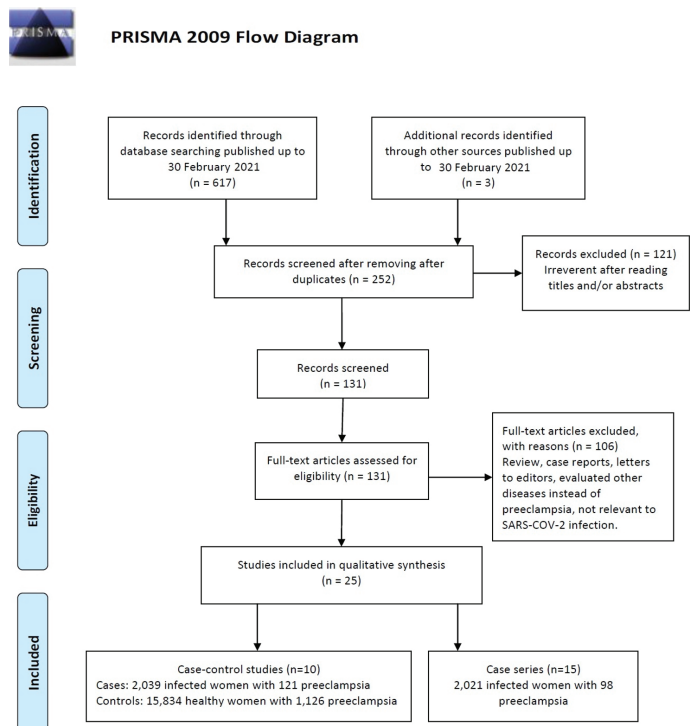 PRISMA
PRISMA 2009 Flow Diagram
Identification
Records identified through
database searching published up to
30 February 2021
(n = 617)
Additional records identified
through other sources published up
to 30 February 2021
(n = 3)
Records screened after removing after
duplicates (n = 252)
Records excluded (n = 121)
Irreverent after reading
titles and/or abstracts
Screening
Records screened
(n = 131)
Eligibility
Full-text articles assessed for
eligibility (n = 131)
Full-text articles excluded,
with reasons (n = 106)
Review, case reports, letters
to editors, evaluated other
diseases instead of
preeclampsia, not relevant to
SARS-COV-2 infection.
Studies included in qualitative synthesis
(n = 25)
Included
Case-control studies (n=10)
Cases: 2,039 infected women with 121 preeclampsia
Controls: 15,834 healthy women with 1,126 preeclampsia
Case series (n=15)
2,021 infected women with 98
preeclampsia